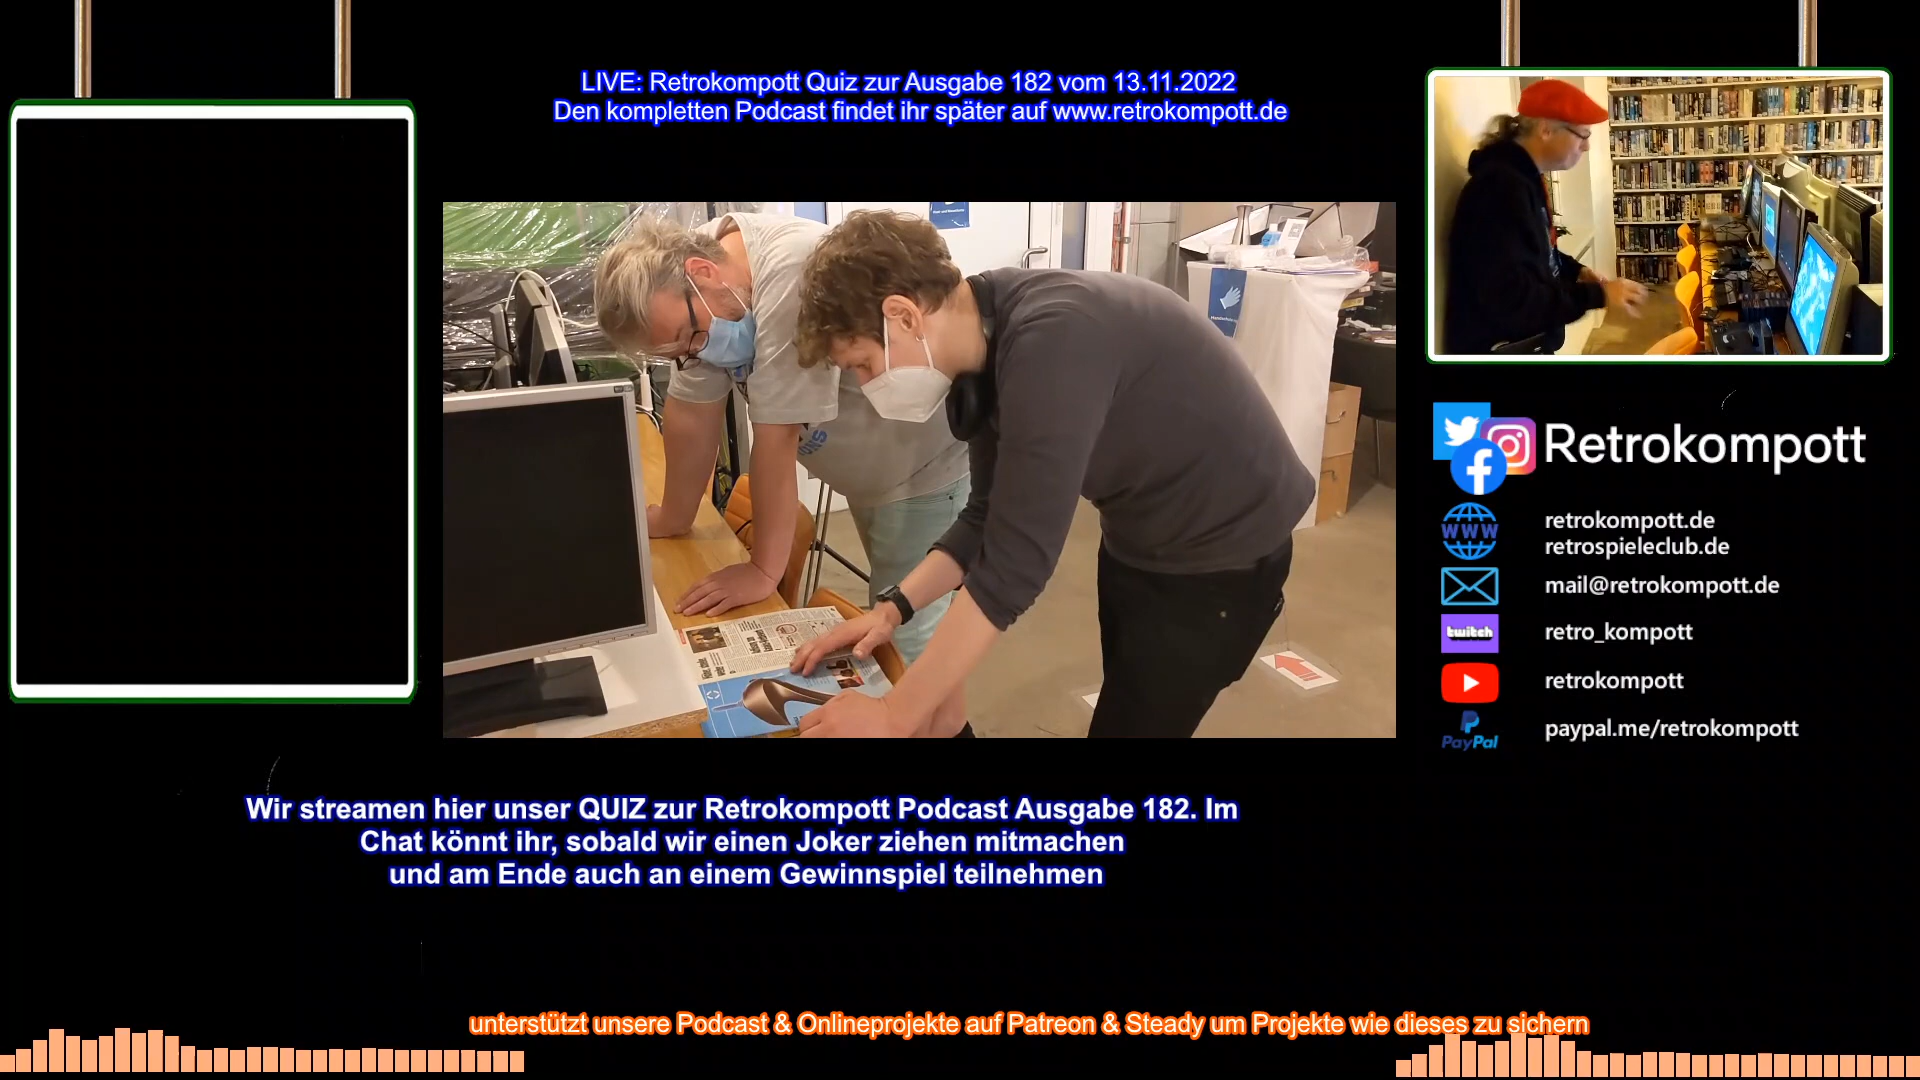 LIVE: Retrokompott Quiz zur Ausgabe 182 vom 13.11.2022
Den kompletten Podcast findet ihr später auf www.retrokompott.de
Retrokompott
WWW
retrokompott.de
retrospieleclub.de
mail@retrokompott.de
twitch
retro_kompott
retrokompott
PayPal
paypal.me/retrokompott
Wir streamen hier unser QUIZ zur Retrokompott Podcast Ausgabe 182. Im
Chat könnt ihr, sobald wir einen Joker ziehen mitmachen
und am Ende auch an einem Gewinnspiel teilnehmen
unterstützt unsere Podcast & Onlineprojekte auf Patreon & Steady um Projekte wie dieses zu sichern